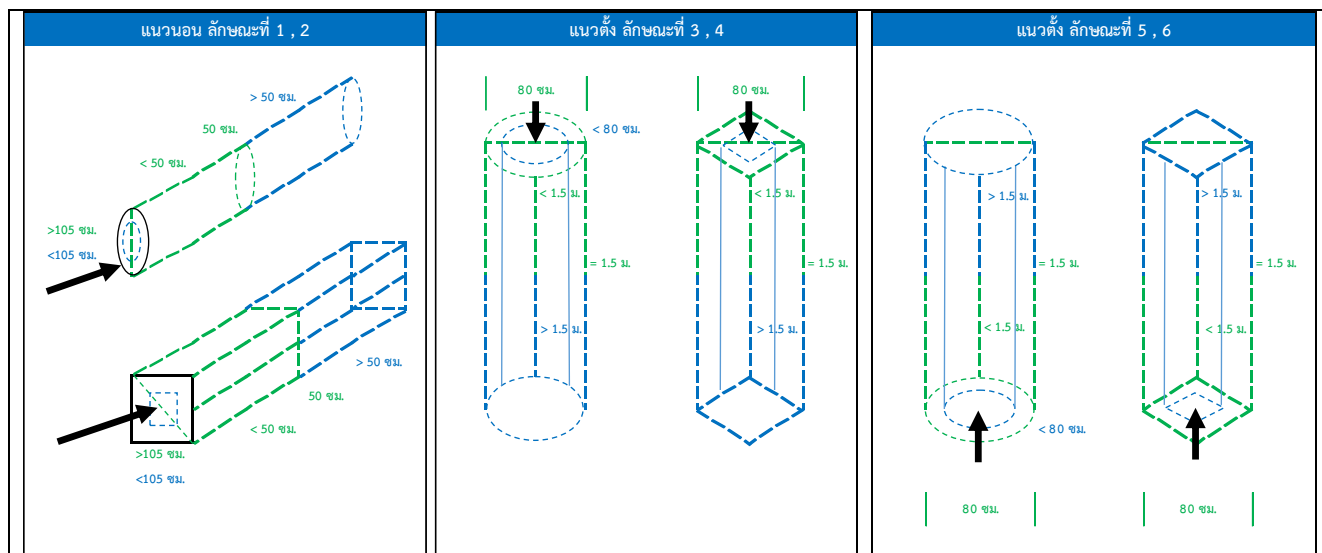 แนวนอน ลักษณะที่ 1 , 2
> 50 ซม.
50 ซม.
< 50 ซม.
>105 ซม.
<105 ซม.
> 50 ซม.
50 ซม.
< 50 ซม.
>105 ซม.
<105 ซม.
แนวตั้ง ลักษณะที่ 3 , 4
80 ซม.
80 ซม.
< 80 ซม.
< 1.5 ม.
< 1.5 ม.
= 1.5 ม.
= 1.5 ม.
> 1.5 ม.
> 1.5 ม.
แนวตั้ง ลักษณะที่ 5 , 6
> 1.5 ม.
> 1.5 ม.
= 1.5 ม.
= 1.5 ม.
< 1.5 ม.
< 1.5 ม.
< 80 ซม.
80 ซม.
80 ซม.